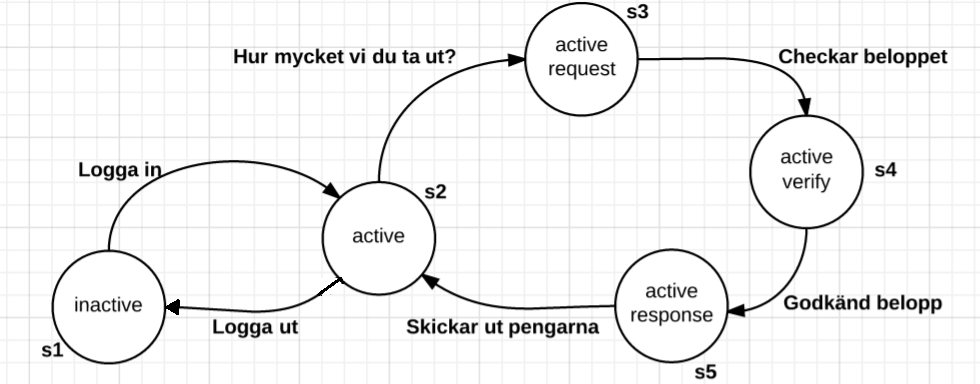 s3
active
request
Hur mycket vi du ta ut?
Checkar beloppet
active
verify
s4
Logga in
s2
active
inactive
s1
Logga ut
Skickar ut pengarna
active
response
s5
Godkänd belopp